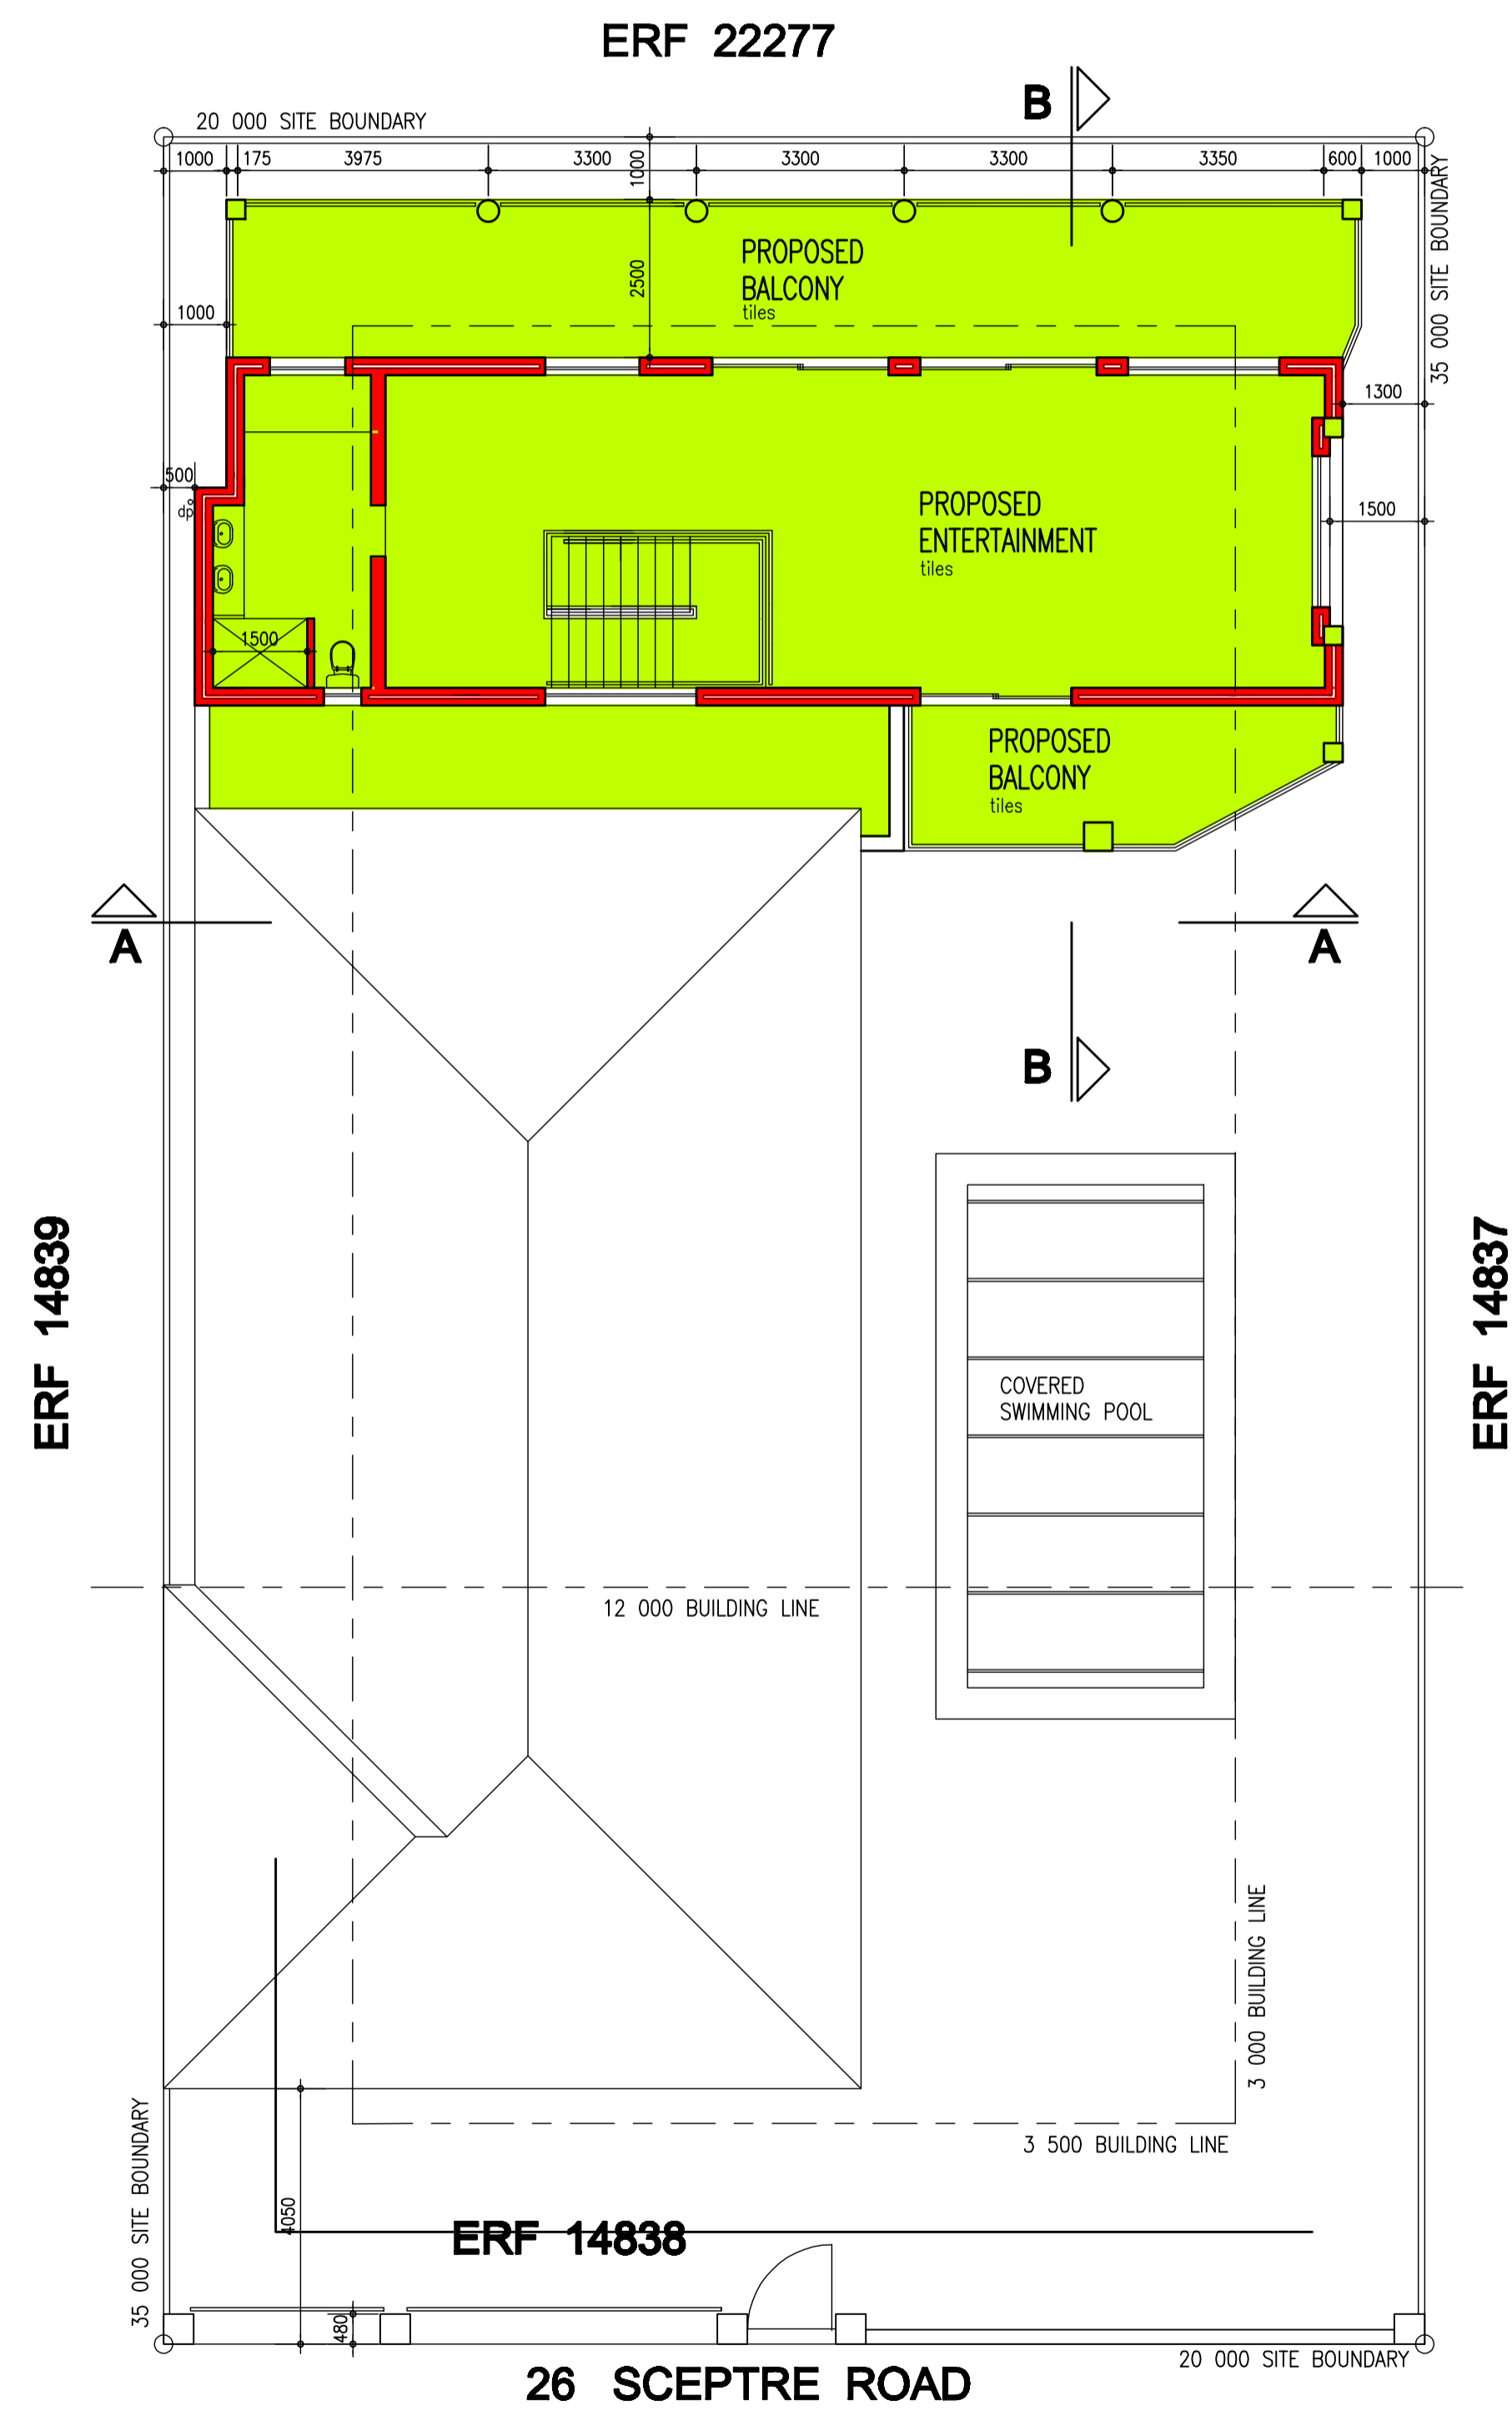 ERF 22277
B
20 000 SITE BOUNDARY
1000 175 3975 3300 3300 3300 3350 600 1000
1000
35 000 SITE BOUNDARY
PROPOSED
BALCONY
tiles
2500
1000
1300
500
dp
PROPOSED
ENTERTAINMENT
tiles
1500
1500
PROPOSED
BALCONY
tiles
A
A
B
ERF 14839
ERF 14837
COVERED
SWIMMING POOL
12 000 BUILDING LINE
3 000 BUILDING LINE
3 500 BUILDING LINE
35 000 SITE BOUNDARY
4050
ERF 14838
480
20 000 SITE BOUNDARY
26 SCEPTRE ROAD